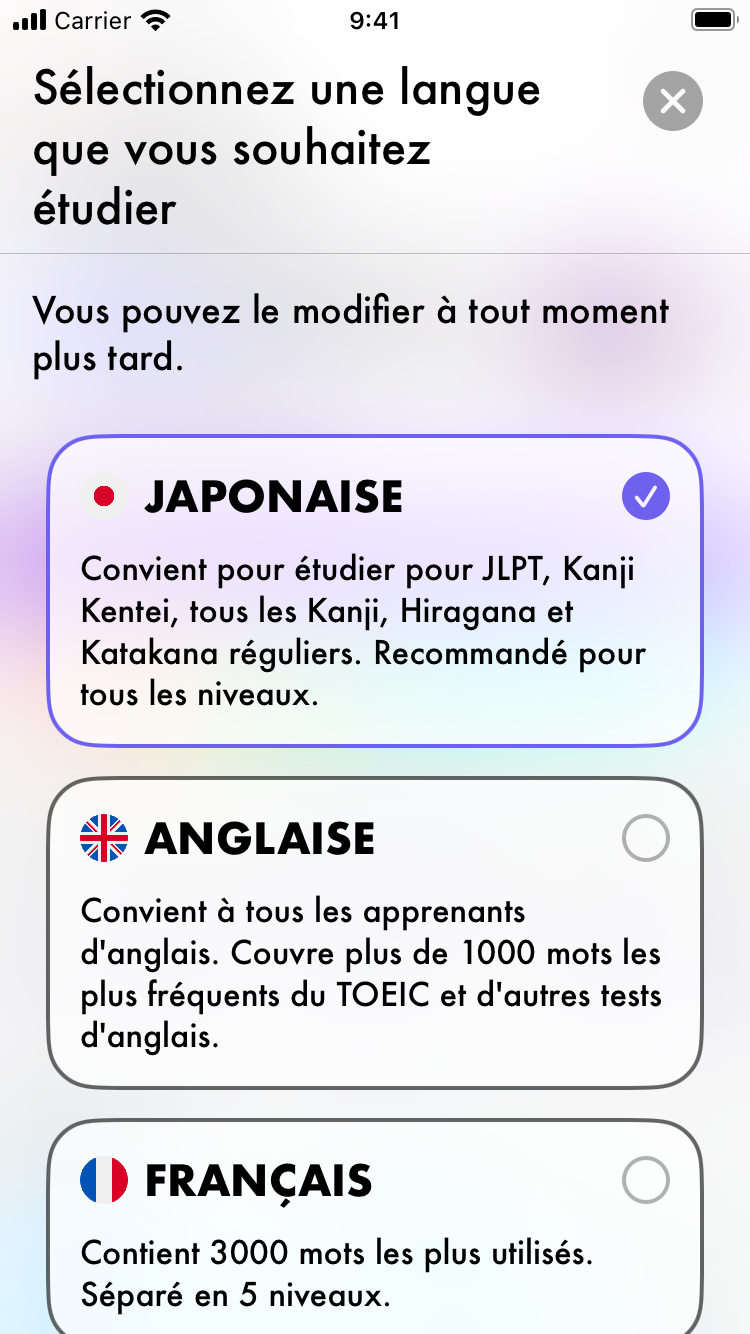 Carrier
9:41
Sélectionnez une langue
que vous souhaitez
étudier
Vous pouvez le modifier à tout moment
plus tard.
JAPONAISE
Convient pour étudier pour JLPT, Kanji
Kentei, tous les Kanji, Hiragana et
Katakana réguliers. Recommandé pour
tous les niveaux.
ANGLAISE
Convient à tous les apprenants
d'anglais. Couvre plus de 1000 mots les
plus fréquents du TOEIC et d'autres tests
d'anglais.
FRANÇAIS
Contient 3000 mots les plus utilisés.
Séparé en 5 niveaux.